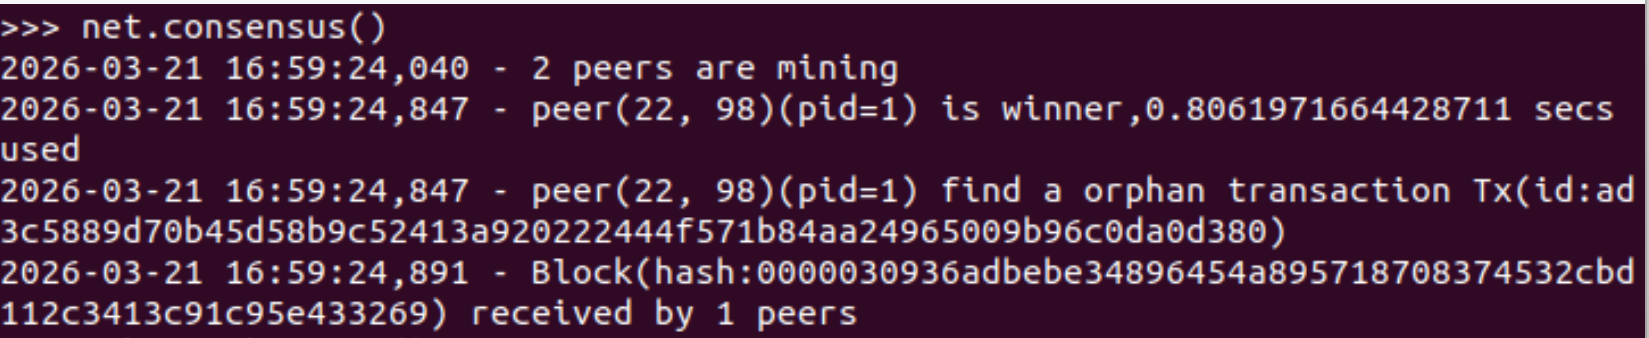 >>> net.consensus()
2026-03-21 16:59:24,040 - 2 peers are mining
2026-03-21 16:59:24,847 - peer(22, 98)(pid=1) is winner,0.8061971664428711 secs
used
2026-03-21 16:59:24,847 - peer(22, 98)(pid=1) find a orphan transaction Tx(id:ad
3c5889d70b45d58b9c52413a920222444f571b84aa24965009b96c0da0d380)
2026-03-21 16:59:24,891 - Block(hash:0000030936adbebe34896454a895718708374532cbd
112c3413c91c95e433269) received by 1 peers